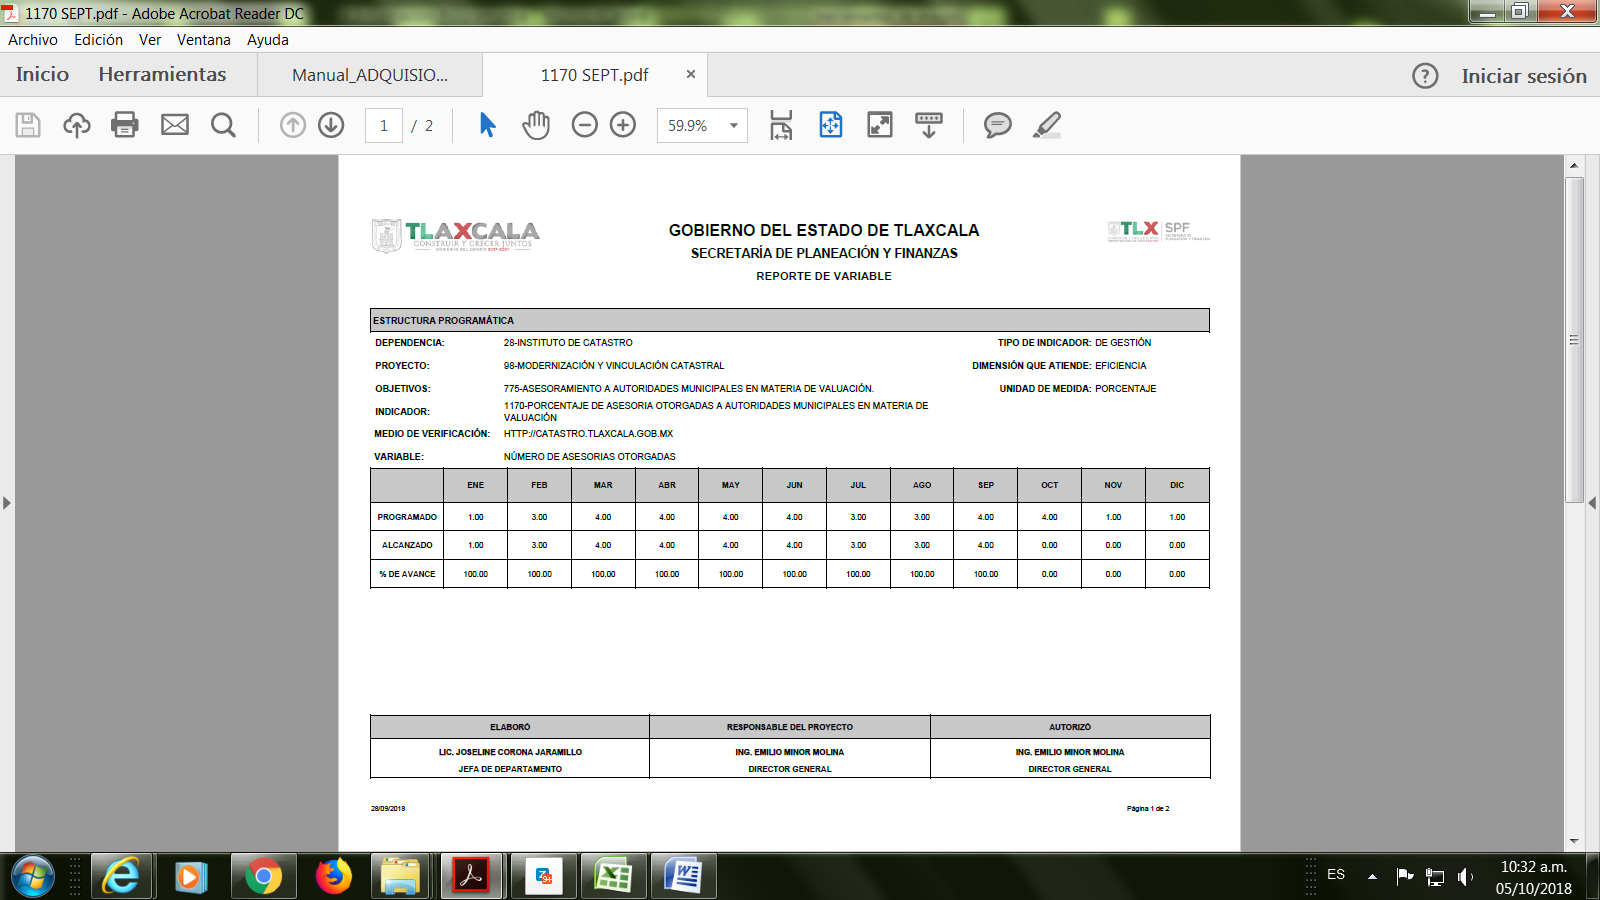 1170 SEPT.pdf - Adobe Acrobat Reader DC
Archivo Edición Ver Ventana Ayuda
Inicio Herramientas Manual_ADQUISIO... 1170 SEPT.pdf × ? Iniciar sesión
1 / 2 59.9%
TLAXCALA
CONSTRUIR Y CRECER JUNTOS
GOBIERNO DEL ESTADO DE TLAXCALA
SECRETARÍA DE PLANEACIÓN Y FINANZAS
REPORTE DE VARIABLE
TLX SPF
ESTRUCTURA PROGRAMÁTICA
DEPENDENCIA: 28-INSTITUTO DE CATASTRO TIPO DE INDICADOR: DE GESTIÓN
PROYECTO: 98-MODERNIZACIÓN Y VINCULACIÓN CATASTRAL DIMENSIÓN QUE ATIENDE: EFICIENCIA
OBJETIVOS: 775-ASESORAMIENTO A AUTORIDADES MUNICIPALES EN MATERIA DE VALUACIÓN. UNIDAD DE MEDIDA: PORCENTAJE
INDICADOR: 1170-PORCENTAJE DE ASESORIA OTORGADAS A AUTORIDADES MUNICIPALES EN MATERIA DE
VALUACIÓN
MEDIO DE VERIFICACIÓN: HTTP://CATASTRO.TLAXCALA.GOB.MX
VARIABLE: NÚMERO DE ASESORIAS OTORGADAS
ENE FEB MAR ABR MAY JUN JUL AGO SEP OCT NOV DIC
PROGRAMADO 1.00 3.00 4.00 4.00 4.00 4.00 3.00 3.00 4.00 4.00 1.00 1.00
ALCANZADO 1.00 3.00 4.00 4.00 4.00 4.00 3.00 3.00 4.00 0.00 0.00 0.00
% DE AVANCE 100.00 100.00 100.00 100.00 100.00 100.00 100.00 100.00 100.00 0.00 0.00 0.00
ELABORÓ RESPONSABLE DEL PROYECTO AUTORIZÓ
LIC. JOSELINE CORONA JARAMILLO ING. EMILIO MINOR MOLINA ING. EMILIO MINOR MOLINA
JEFA DE DEPARTAMENTO DIRECTOR GENERAL DIRECTOR GENERAL
28/09/2018 Página 1 de 2
ES 10:32 a.m.
05/10/2018